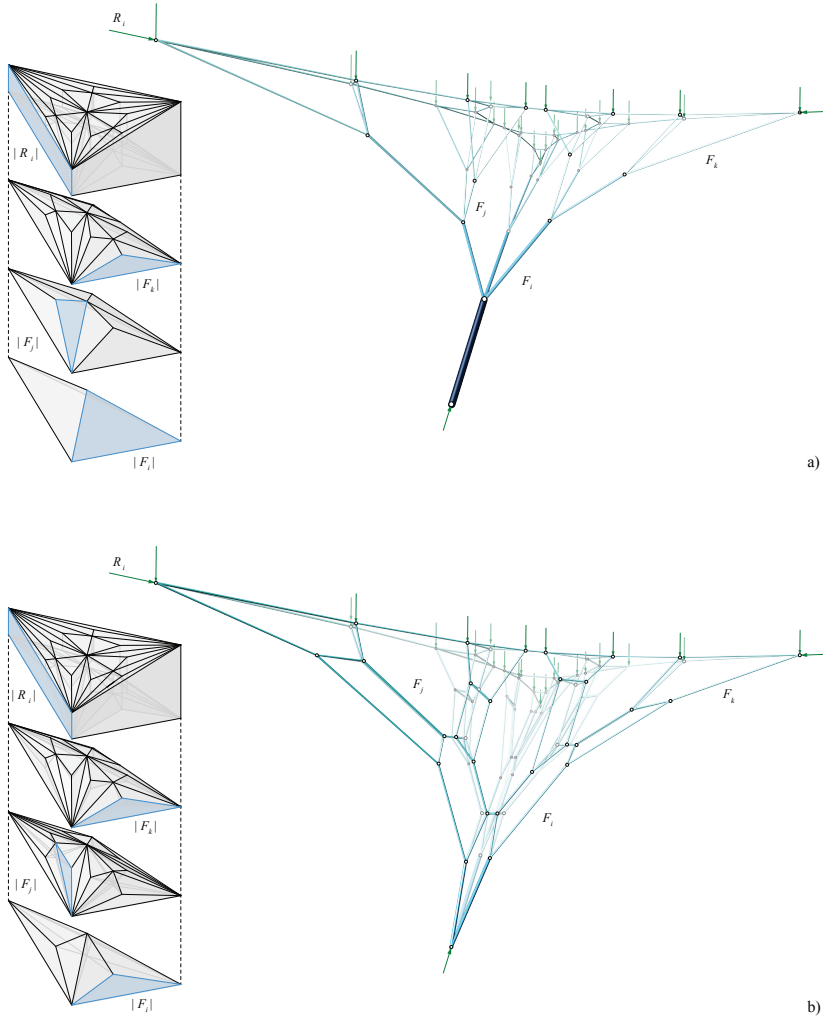 R_i
| R_i |
F_k
F_j
F_i
| F_k |
| F_j |
| F_i |
a)
R_i
| R_i |
F_j
F_k
| F_k |
F_i
| F_j |
| F_i |
b)